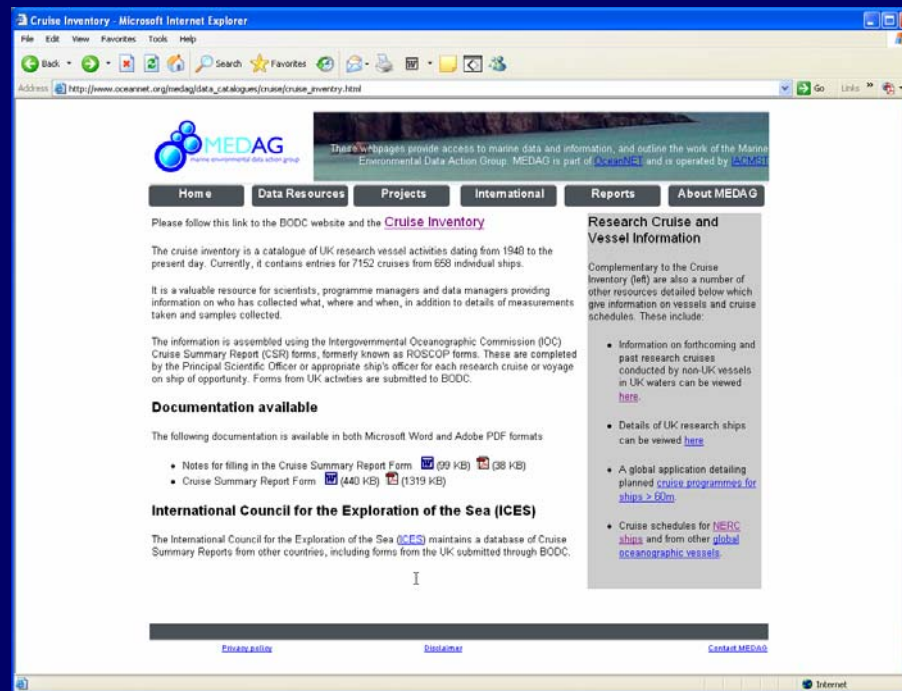 Cruise Inventory - Microsoft Internet Explorer
File Edit View Favorites Tools Help
Back Search Favorites
Address http://www.oceannet.org/medag/data_catalogues/cruise/cruise_inventry.html Go Links »
MEDAG
marine environmental data action group
These webpages provide access to marine data and information, and outline the work of the Marine
Environmental Data Action Group. MEDAG is part of OceanNET and is operated by IACMST
Home Data Resources Projects International Reports About MEDAG
Please follow this link to the BODC website and the Cruise Inventory
The cruise inventory is a catalogue of UK research vessel activities dating from 1948 to the
present day. Currently, it contains entries for 7152 cruises from 658 individual ships.
It is a valuable resource for scientists, programme managers and data managers providing
information on who has collected what, where and when, in addition to details of measurements
taken and samples collected.
The information is assembled using the Intergovernmental Oceanographic Commission (IOC)
Cruise Summary Report (CSR) forms, formerly known as ROSCOP forms. These are completed
by the Principal Scientific Officer or appropriate ship's officer for each research cruise or voyage
on ship of opportunity. Forms from UK activities are submitted to BODC.
Documentation available
The following documentation is available in both Microsoft Word and Adobe PDF formats
• Notes for filling in the Cruise Summary Report Form (99 KB) (38 KB)
• Cruise Summary Report Form (440 KB) (1319 KB)
International Council for the Exploration of the Sea (ICES)
The International Council for the Exploration of the Sea (ICES) maintains a database of Cruise
Summary Reports from other countries, including forms from the UK submitted through BODC.
Research Cruise and
Vessel Information
Complementary to the Cruise
Inventory (left) are also a number of
other resources detailed below which
give information on vessels and cruise
schedules. These include:
• Information on forthcoming and
past research cruises
conducted by non-UK vessels
in UK waters can be viewed
here.
• Details of UK research ships
can be veiwed here
• A global application detailing
planned cruise programmes for
ships > 60m.
• Cruise schedules for NERC
ships and from other global
oceanographic vessels.
Privacy policy Disclaimer Contact MEDAG
Internet